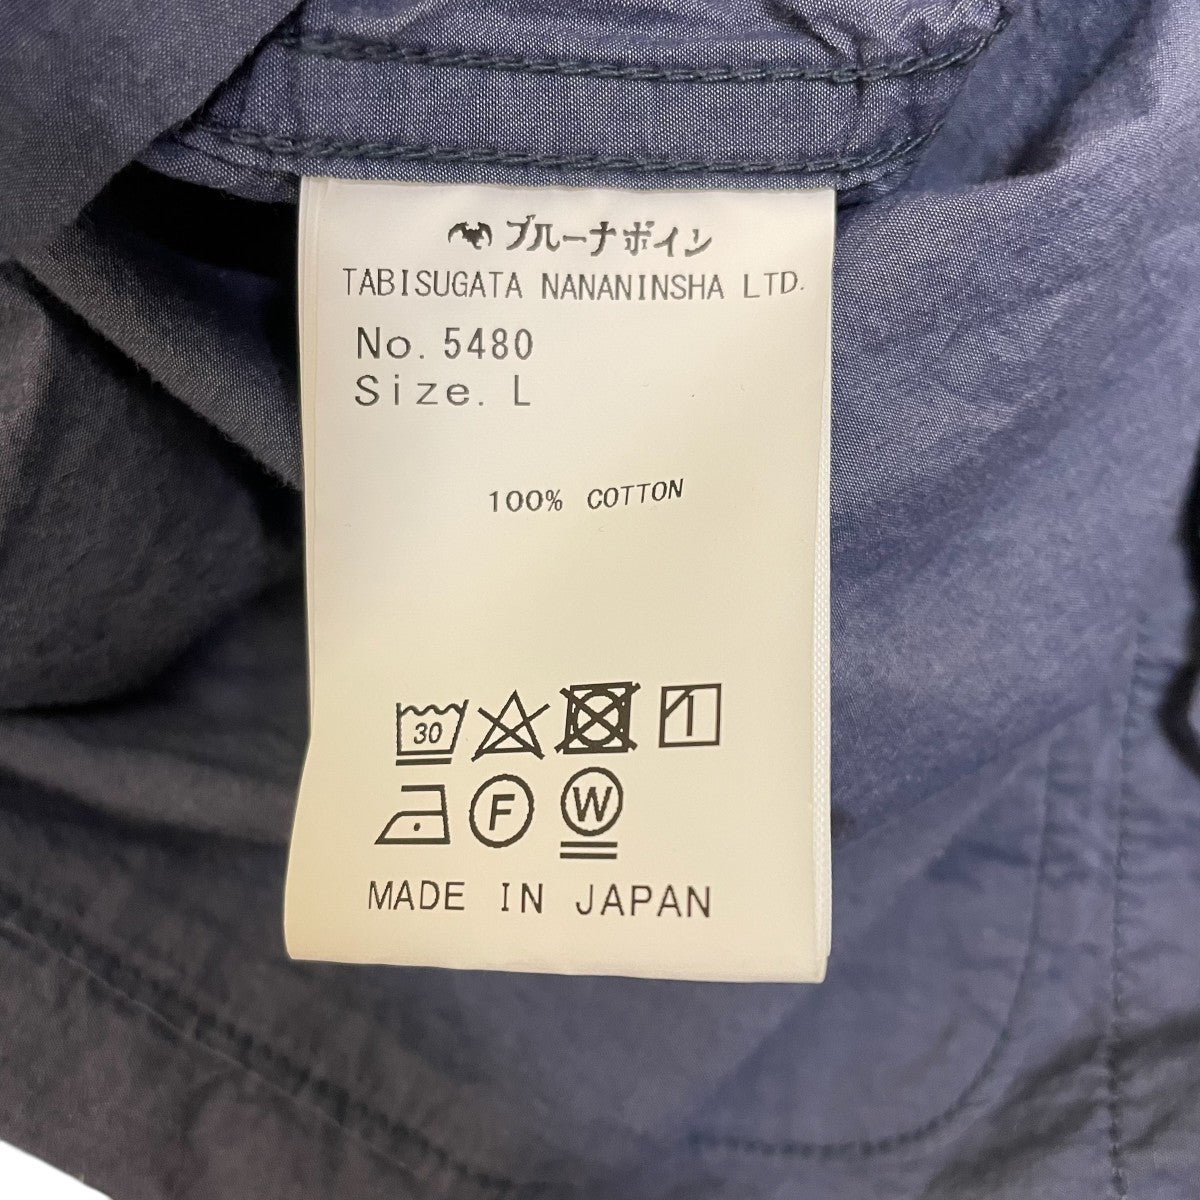 ブルーナボイン
TABISUGATA NANANINSHA LTD.
No. 5480
Size. L
100% COTTON
30
F
W
MADE IN JAPAN